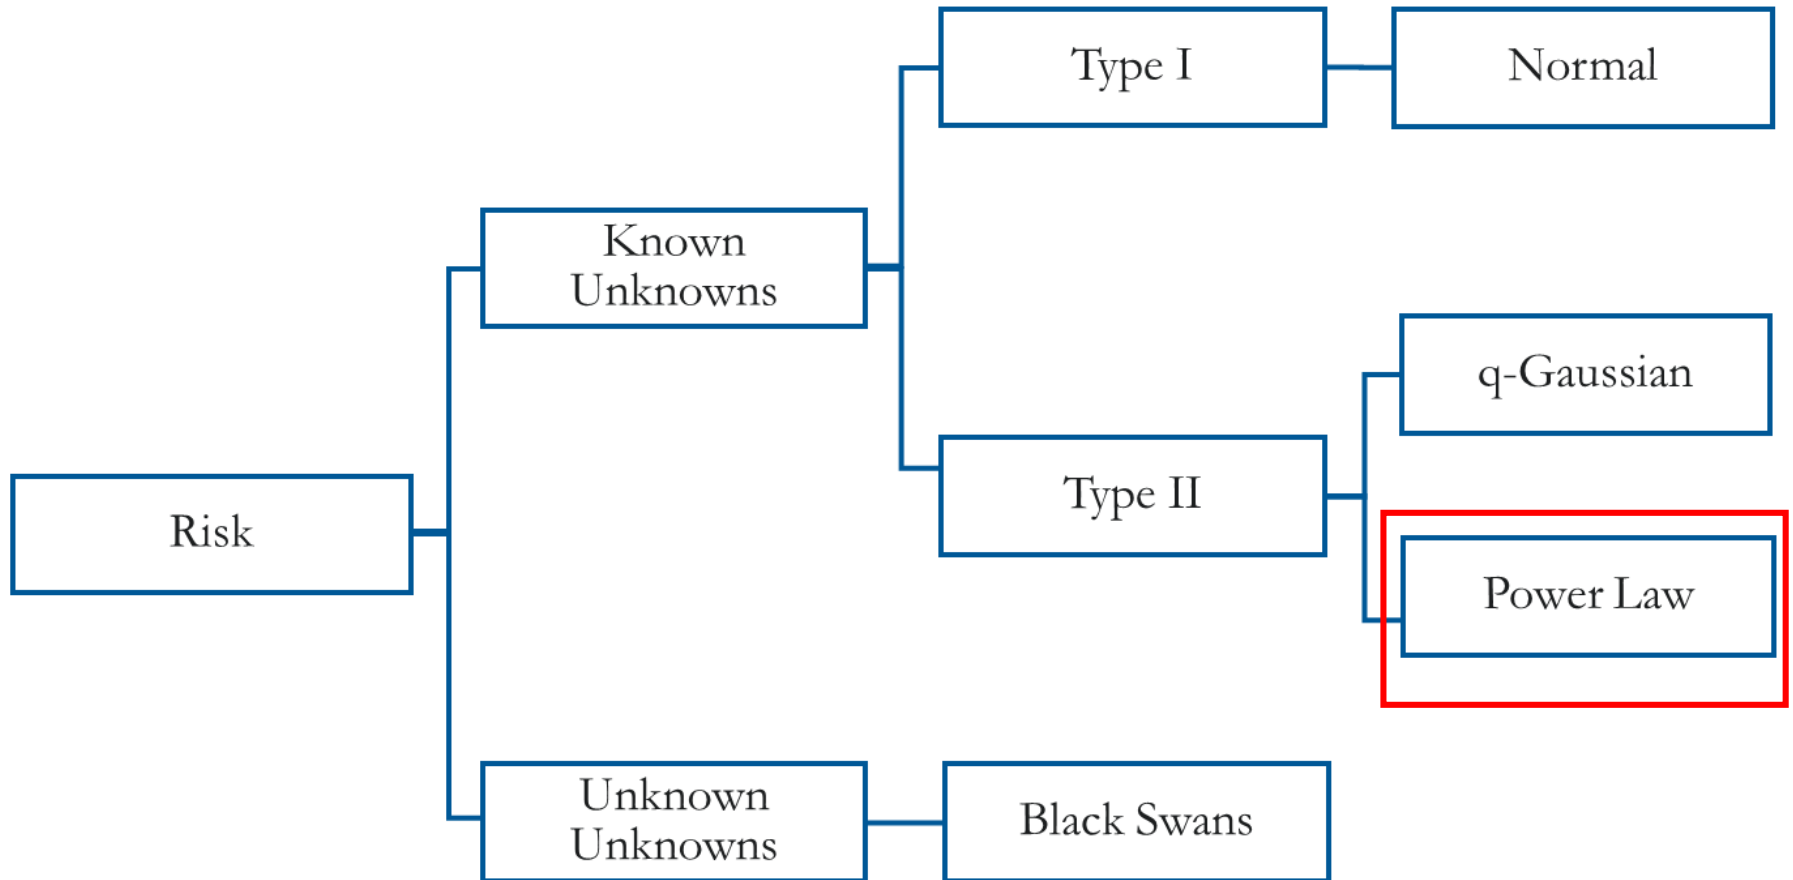 Type I
Normal
Known
Unknowns
q-Gaussian
Type II
Risk
Power Law
Unknown
Unknowns
Black Swans